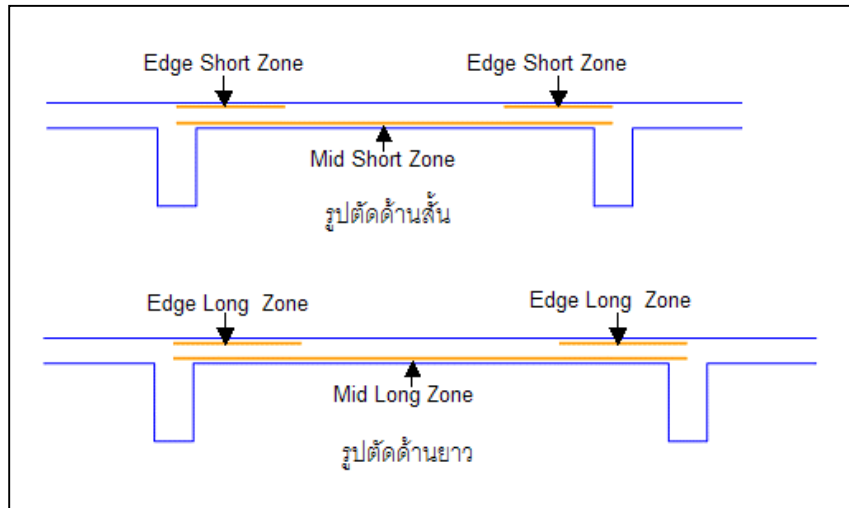 Edge Short Zone Edge Short Zone
Mid Short Zone
รูปตัดด้านสั้น
Edge Long Zone Edge Long Zone
Mid Long Zone
รูปตัดด้านยาว